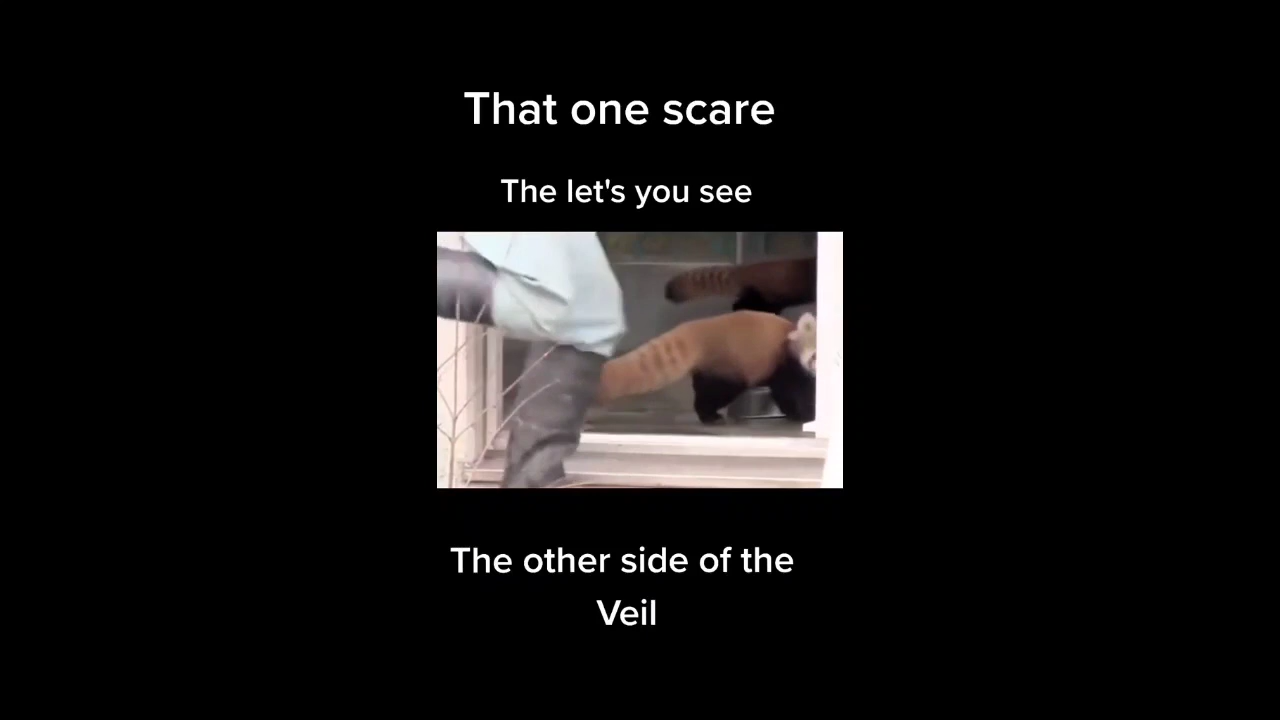 That one scare
The let's you see
The other side of the
Veil